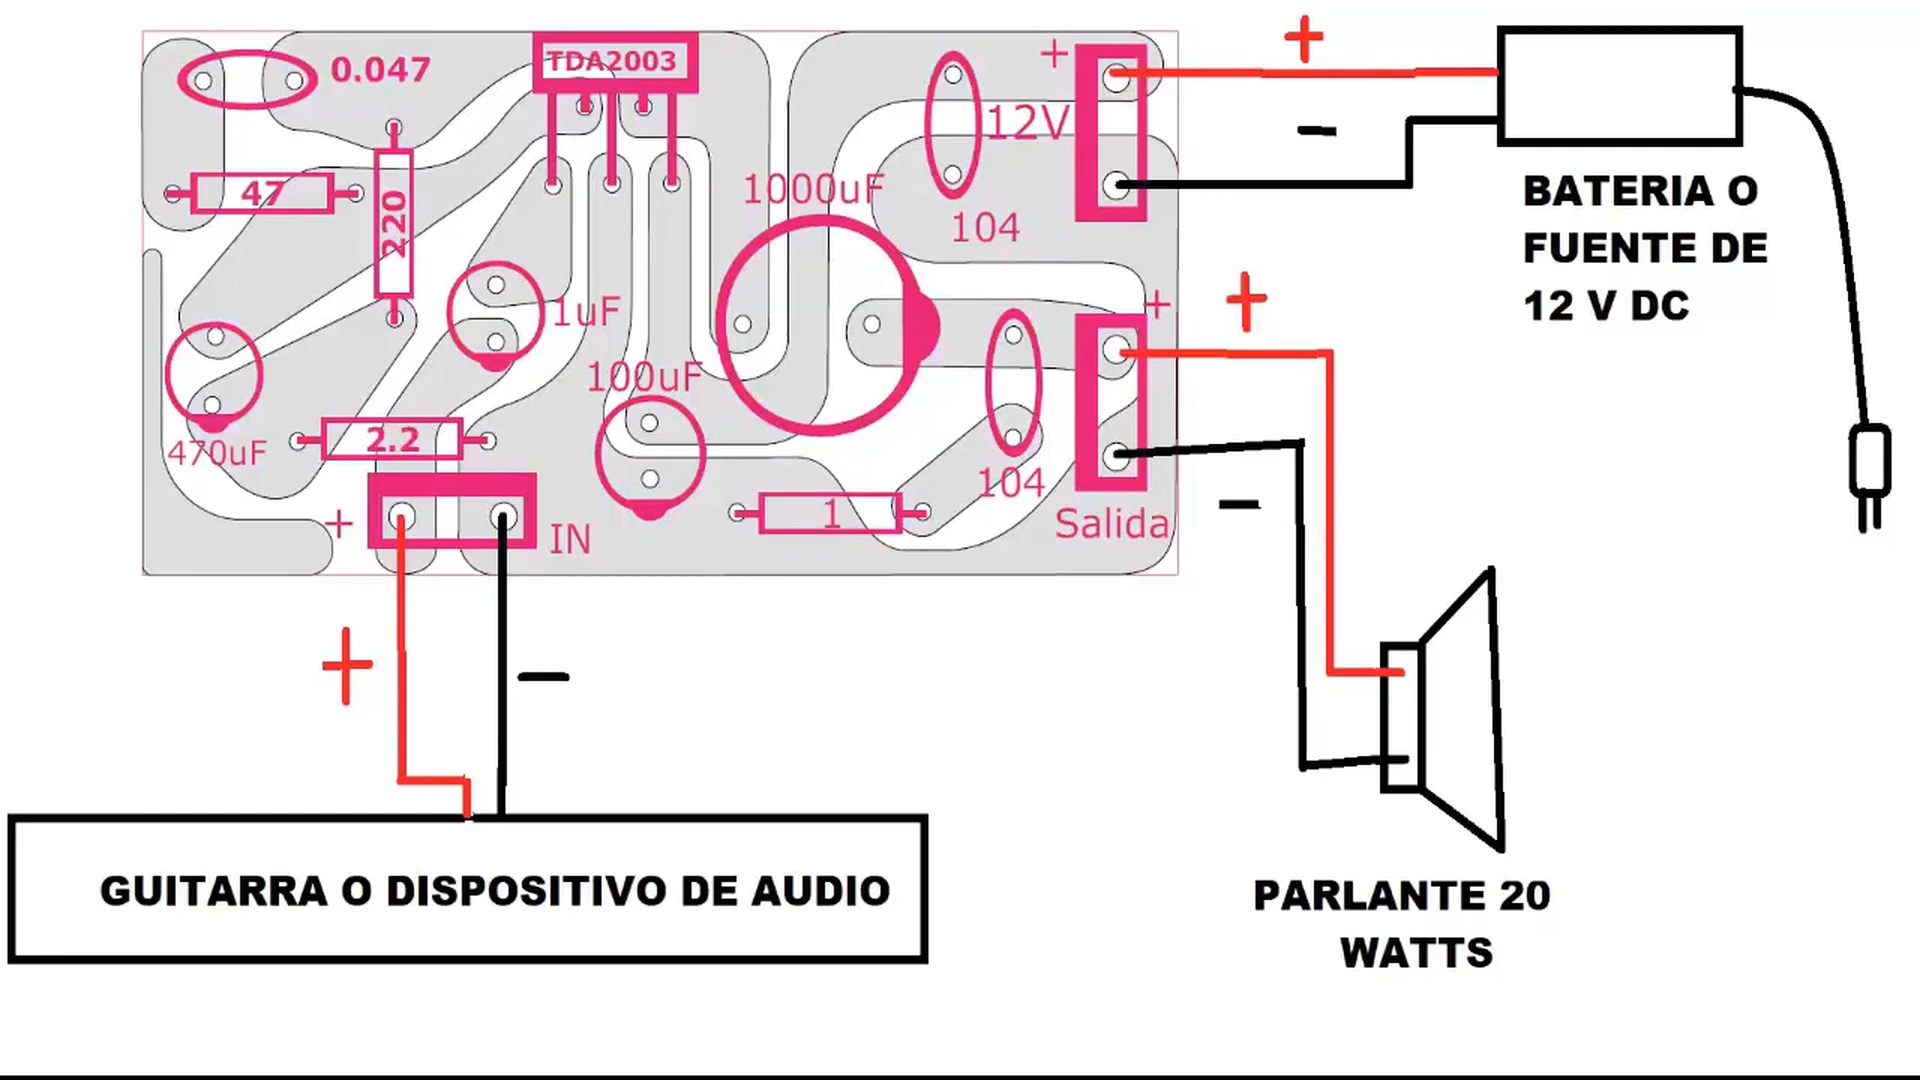 TDA2003
0.047
+
+
12V
-
47
220
1000uF
104
BATERIA O
FUENTE DE
12 V DC
+
+
1uF
100uF
2.2
470uF
104
-
1
+
IN
Salida
+
-
GUITARRA O DISPOSITIVO DE AUDIO
PARLANTE 20
WATTS